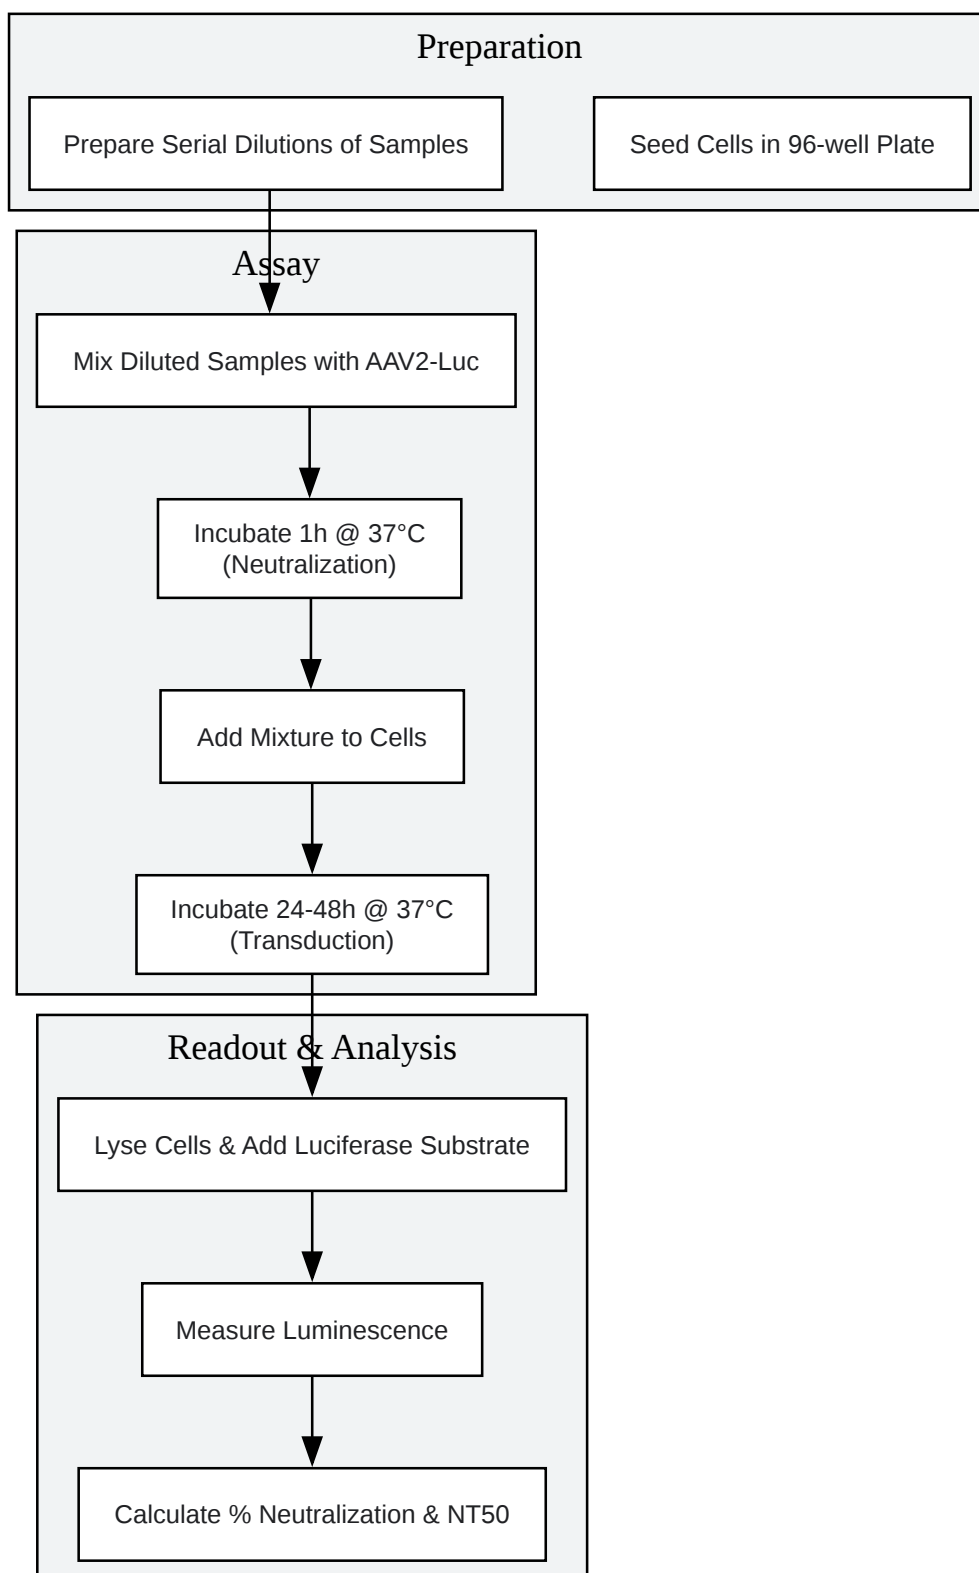 Preparation
Prepare Serial Dilutions of Samples
Seed Cells in 96-well Plate
Assay
Mix Diluted Samples with AAV2-Luc
Incubate 1h @ 37°C
(Neutralization)
Add Mixture to Cells
Incubate 24-48h @ 37°C
(Transduction)
Readout & Analysis
Lyse Cells & Add Luciferase Substrate
Measure Luminescence
Calculate % Neutralization & NT50